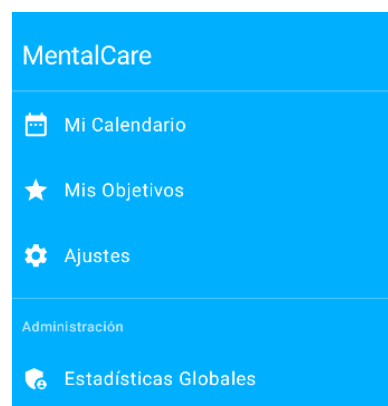 MentalCare
Mi Calendario
Mis Objetivos
Ajustes
Administración
Estadísticas Globales